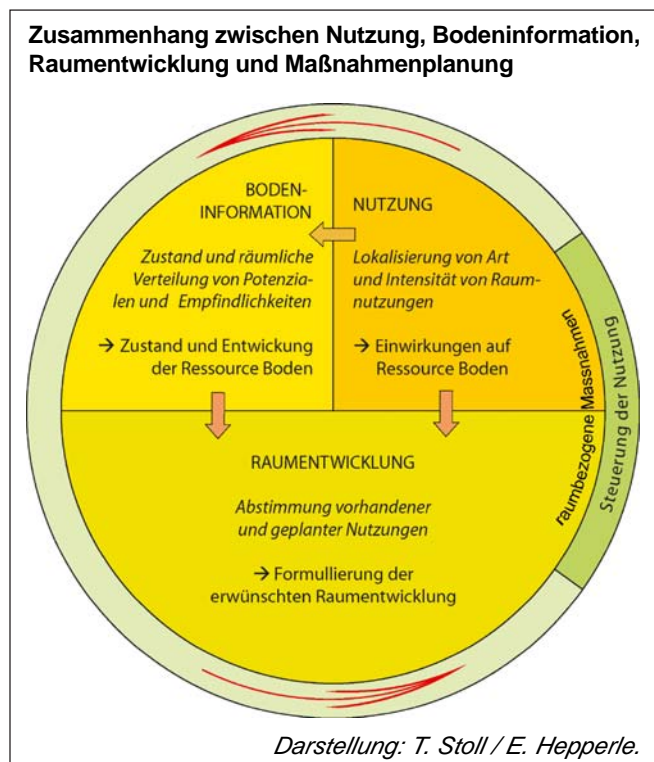 Zusammenhang zwischen Nutzung, Bodeninformation,
Raumentwicklung und Maßnahmenplanung
BODEN-
INFORMATION
Zustand und räumliche
Verteilung von Potenzia-
len und Empfindlichkeiten
→ Zustand und Entwickung
der Ressource Boden
NUTZUNG
Lokalisierung von Art
und Intensität von Raum-
nutzungen
→ Einwirkungen auf
Ressource Boden
raumbezogene Massnahmen
Steuerung der Nutzung
RAUMENTWICKLUNG
Abstimmung vorhandener
und geplanter Nutzungen
→ Formullierung der
erwünschten Raumentwicklung
Darstellung: T. Stoll / E. Hepperle.